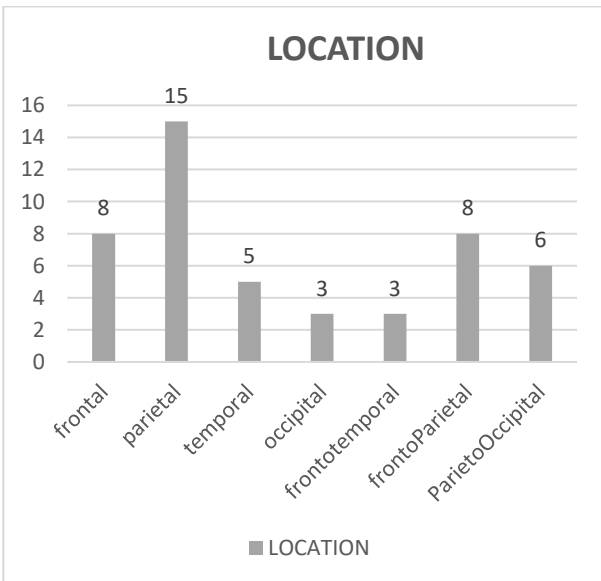 LOCATION
16
14
12
10
8
6
4
2
0
8
15
5
3
3
8
6
frontal
parietal
temporal
occipital
frontotemporal
frontoParietal
ParietoOccipital
LOCATION